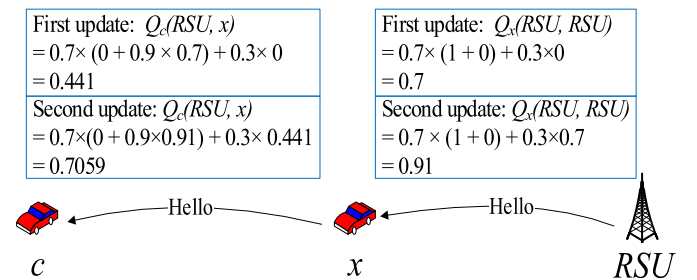 First update: Qc(RSU, x)
= 0.7× (0 + 0.9 × 0.7) + 0.3× 0
= 0.441
Second update: Qc(RSU, x)
= 0.7×(0 + 0.9×0.91) + 0.3× 0.441
= 0.7059
First update: Qx(RSU, RSU)
= 0.7× (1 + 0) + 0.3×0
= 0.7
Second update: Qx(RSU, RSU)
= 0.7 × (1 + 0) + 0.3×0.7
= 0.91
Hello
Hello
c
x
RSU